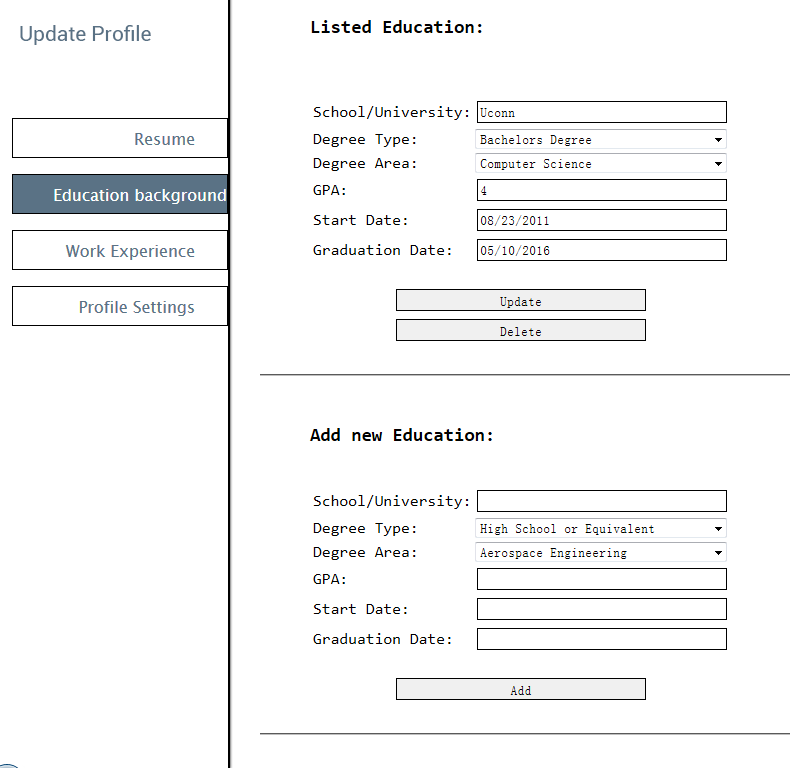 Update Profile
Resume
Education background
Work Experience
Profile Settings
Listed Education:
School/University: Uconn
Degree Type: Bachelors Degree
Degree Area: Computer Science
GPA: 4
Start Date: 08/23/2011
Graduation Date: 05/10/2016
Update
Delete
Add new Education:
School/University:
Degree Type: High School or Equivalent
Degree Area: Aerospace Engineering
GPA:
Start Date:
Graduation Date:
Add